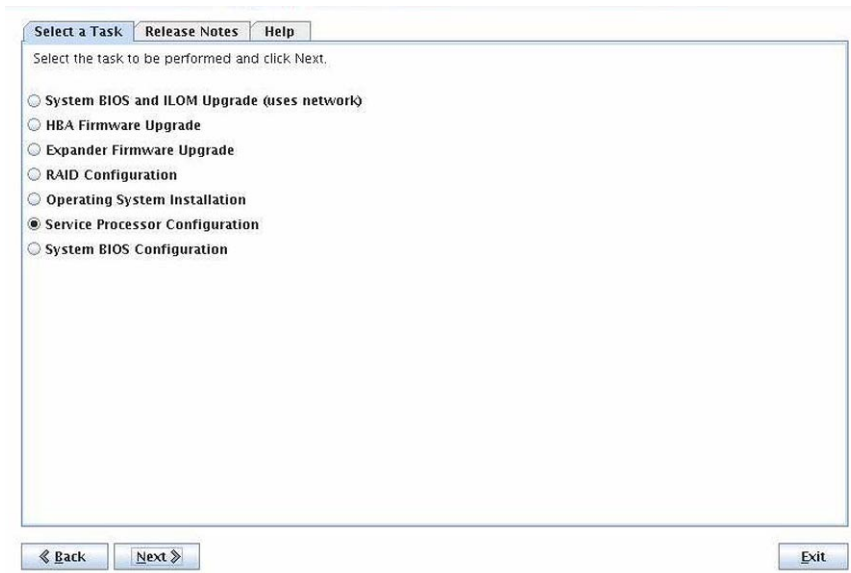 Select a Task Release Notes Help
Select the task to be performed and click Next.
System BIOS and ILOM Upgrade (uses network)
HBA Firmware Upgrade
Expander Firmware Upgrade
RAID Configuration
Operating System Installation
Service Processor Configuration
System BIOS Configuration
Back Next Exit